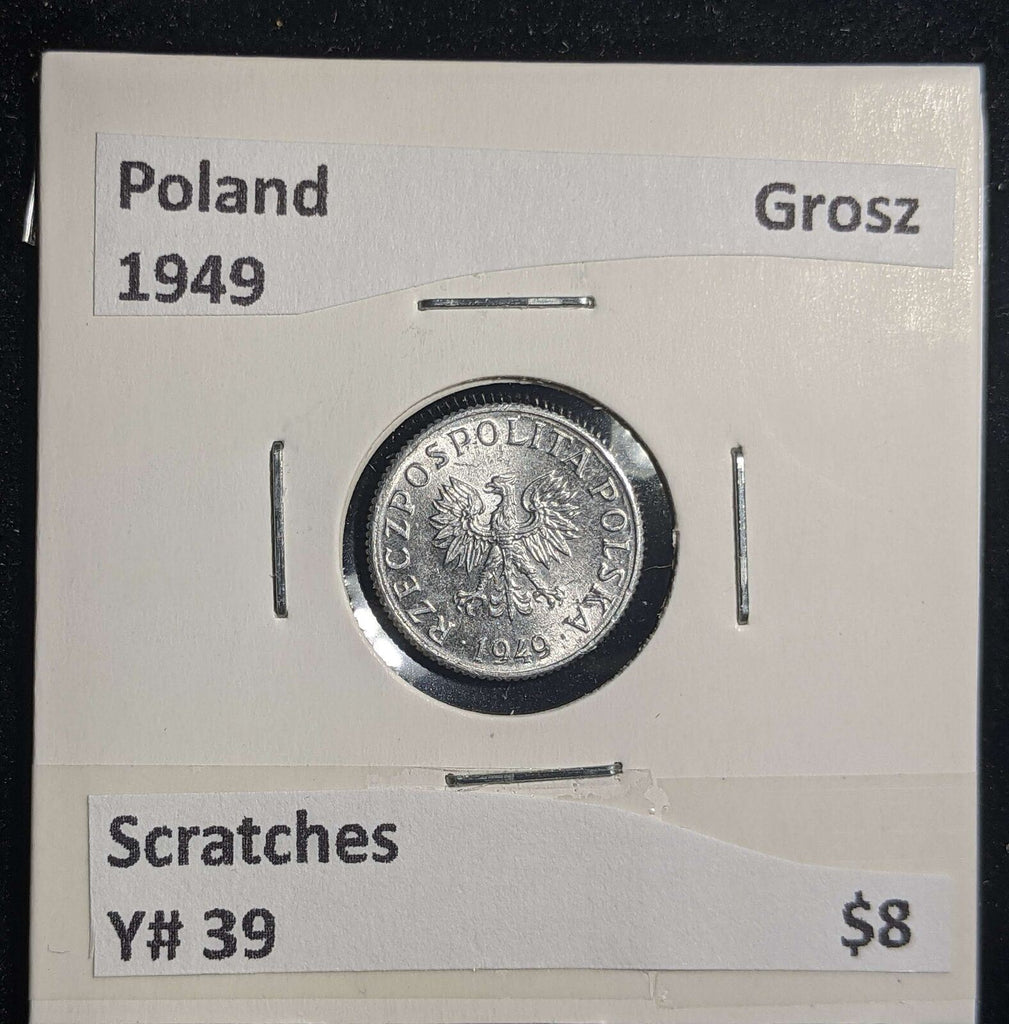 Poland Grosz
1949
RZECZPOSPOLITA POLSKA
· 1949 ·
Scratches
Y# 39 $8